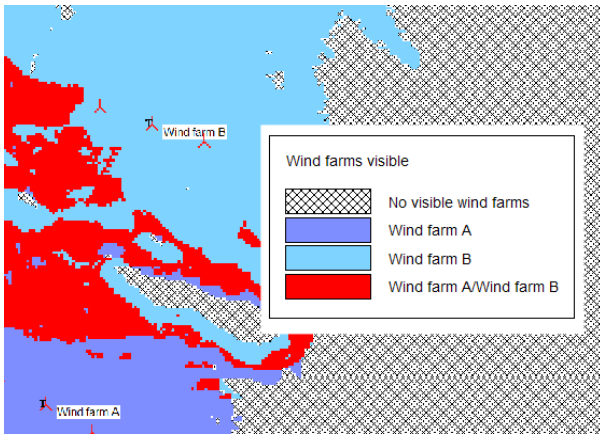 Wind farm B
Wind farms visible
No visible wind farms
Wind farm A
Wind farm B
Wind farm A/Wind farm B
Wind farm A